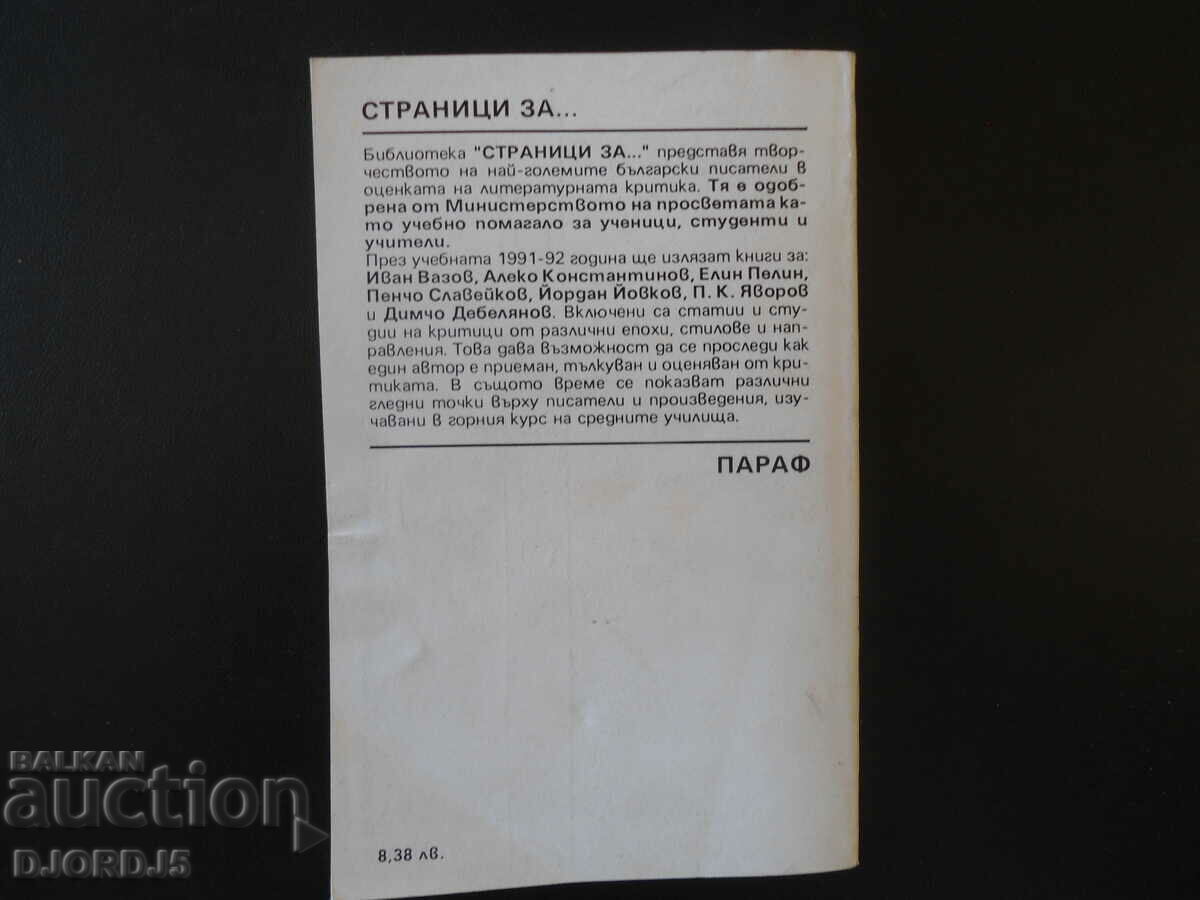 СТРАНИЦИ ЗА...
Библиотека "СТРАНИЦИ ЗА..." представя твор-
чеството на най-големите български писатели в
оценката на литературната критика. Тя е одоб-
рена от Министерството на просветата ка-
то учебно помагало за ученици, студенти и
учители.
През учебната 1991-92 година ще излязат книги за:
Иван Вазов, Алеко Константинов, Елин Пелин,
Пенчо Славейков, Йордан Йовков, П. К. Яворов
и Димчо Дебелянов. Включени са статии и сту-
дии на критици от различни епохи, стилове и нап-
равления. Това дава възможност да се проследи как
един автор е приеман, тълкуван и оценяван от кри-
тиката. В същото време се показват различни
гледни точки върху писатели и произведения, изу-
чавани в горния курс на средните училища.
ПАРАФ
8,38 лв.
BALKAN
auction
DJORDJ5